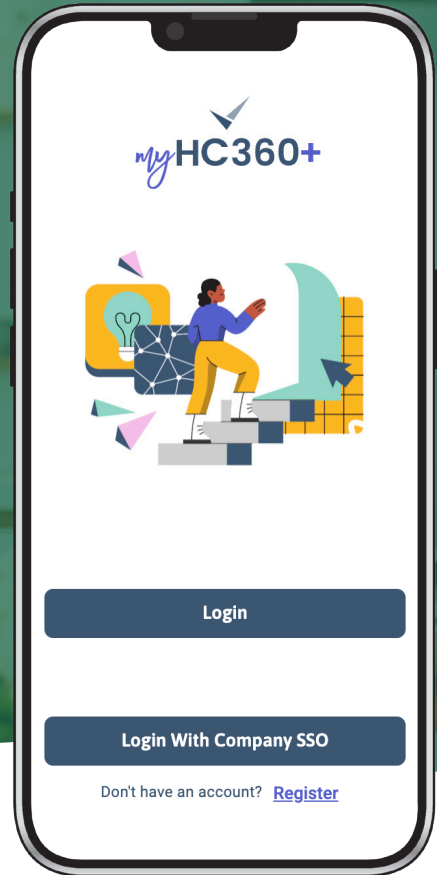 myHC360+
Login
Login With Company SSO
Don't have an account? Register